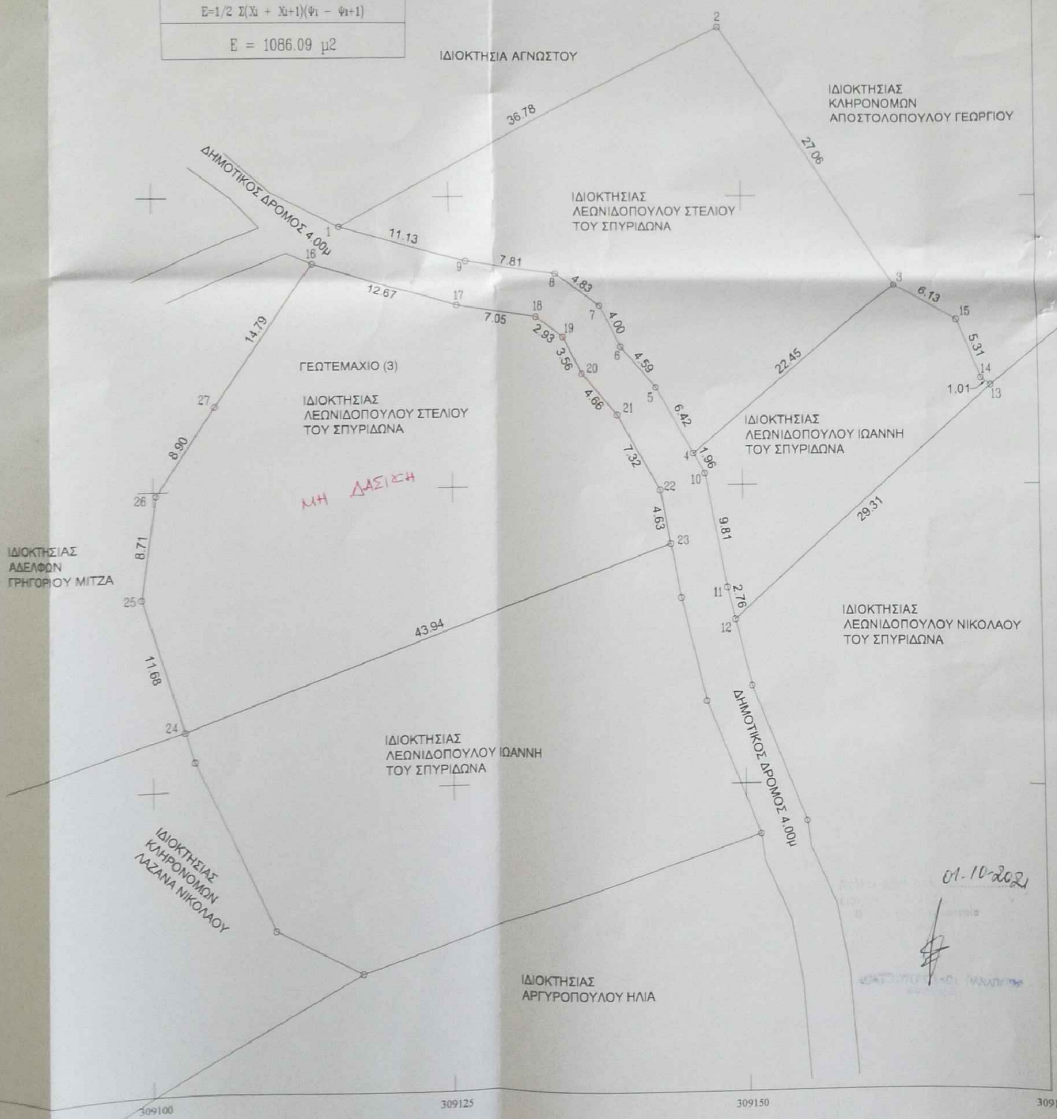 E=1/2 Σ(Xi + Xi+1)(Ψi - Ψi+1)
E = 1086.09 μ2
2
ΙΔΙΟΚΤΗΣΙΑ ΑΓΝΩΣΤΟΥ
ΙΔΙΟΚΤΗΣΙΑΣ
ΚΛΗΡΟΝΟΜΩΝ
ΑΠΟΣΤΟΛΟΠΟΥΛΟΥ ΓΕΩΡΓΙΟΥ
36.78
27.06
ΔΗΜΟΤΙΚΟΣ ΔΡΟΜΟΣ 4.00μ
ΙΔΙΟΚΤΗΣΙΑΣ
ΛΕΩΝΙΔΟΠΟΥΛΟΥ ΣΤΕΛΙΟΥ
ΤΟΥ ΣΠΥΡΙΔΩΝΑ
1
11.13
16
9
7.81
8
4.83
3
6.13
15
12.67
17
7.05
18
2.93
19
7
4.00
6
5.31
14
1.01
13
14.79
3.56
20
4.59
5
22.45
ΓΕΩΤΕΜΑΧΙΟ (3)
ΙΔΙΟΚΤΗΣΙΑΣ
ΛΕΩΝΙΔΟΠΟΥΛΟΥ ΣΤΕΛΙΟΥ
ΤΟΥ ΣΠΥΡΙΔΩΝΑ
27
4.66
21
6.42
ΙΔΙΟΚΤΗΣΙΑΣ
ΛΕΩΝΙΔΟΠΟΥΛΟΥ ΙΩΑΝΝΗ
ΤΟΥ ΣΠΥΡΙΔΩΝΑ
8.90
7.32
4
1.96
10
ΜΗ ΔΑΣΙΚΗ
26
22
4.63
9.81
29.31
8.71
23
ΙΔΙΟΚΤΗΣΙΑΣ
ΑΔΕΛΦΩΝ
ΓΡΗΓΟΡΙΟΥ ΜΙΤΖΑ
25
11
2.76
12
43.94
ΙΔΙΟΚΤΗΣΙΑΣ
ΛΕΩΝΙΔΟΠΟΥΛΟΥ ΝΙΚΟΛΑΟΥ
ΤΟΥ ΣΠΥΡΙΔΩΝΑ
11.68
24
ΙΔΙΟΚΤΗΣΙΑΣ
ΛΕΩΝΙΔΟΠΟΥΛΟΥ ΙΩΑΝΝΗ
ΤΟΥ ΣΠΥΡΙΔΩΝΑ
ΔΗΜΟΤΙΚΟΣ ΔΡΟΜΟΣ 4.00μ
ΙΔΙΟΚΤΗΣΙΑΣ
ΚΛΗΡΟΝΟΜΩΝ
ΛΑΖΑΝΑ ΝΙΚΟΛΑΟΥ
01-10-2021
ΙΔΙΟΚΤΗΣΙΑΣ
ΑΡΓΥΡΟΠΟΥΛΟΥ ΗΛΙΑ
309100
309125
309150